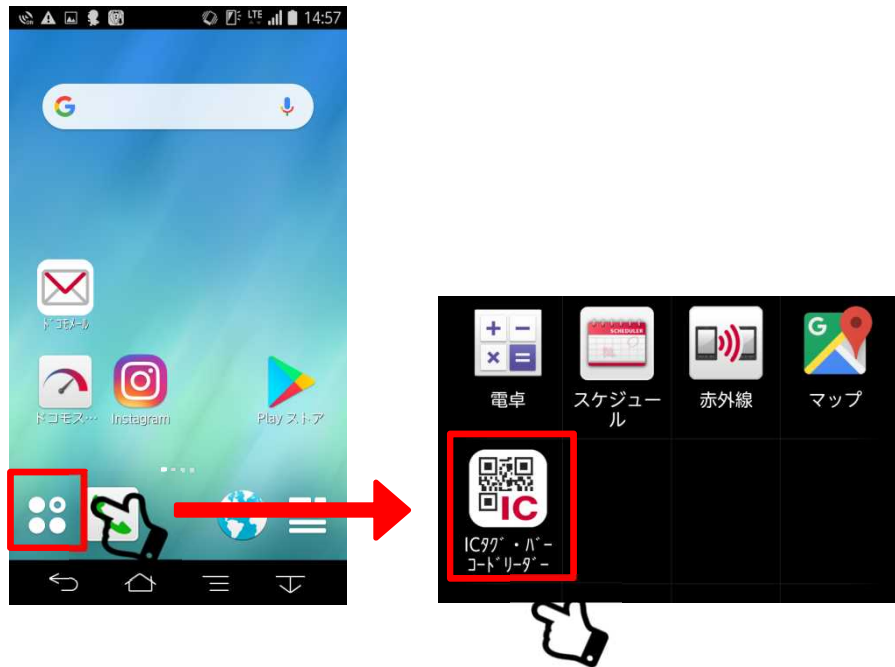 LTE 14:57
G
ﾄﾞｺﾓﾒｰﾙ
ドコモス… Instagram Play ストア
SCHEDULER
G
電卓 スケジュー 赤外線 マップ
ル
IC
ICﾀｸﾞ・ﾊﾞｰ
ｺｰﾄﾞﾘｰﾀﾞｰ